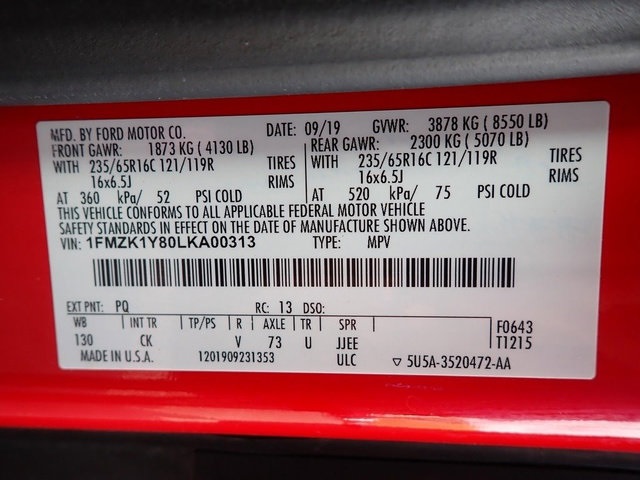 MFD. BY FORD MOTOR CO. DATE: 09/19 GVWR: 3878 KG ( 8550 LB)
FRONT GAWR: 1873 KG ( 4130 LB) REAR GAWR: 2300 KG ( 5070 LB)
WITH 235/65R16C 121/119R TIRES WITH 235/65R16C 121/119R TIRES
16x6.5J RIMS 16x6.5J RIMS
AT 360 kPa/ 52 PSI COLD AT 520 kPa/ 75 PSI COLD
THIS VEHICLE CONFORMS TO ALL APPLICABLE FEDERAL MOTOR VEHICLE
SAFETY STANDARDS IN EFFECT ON THE DATE OF MANUFACTURE SHOWN ABOVE.
VIN: 1FMZK1Y80LKA00313 TYPE: MPV
EXT PNT: PQ RC: 13 DSO:
WB INT TR TP/PS R AXLE TR SPR F0643
130 CK V 73 U JJEE T1215
MADE IN U.S.A. 1201909231353 ULC ▽ 5U5A-3520472-AA